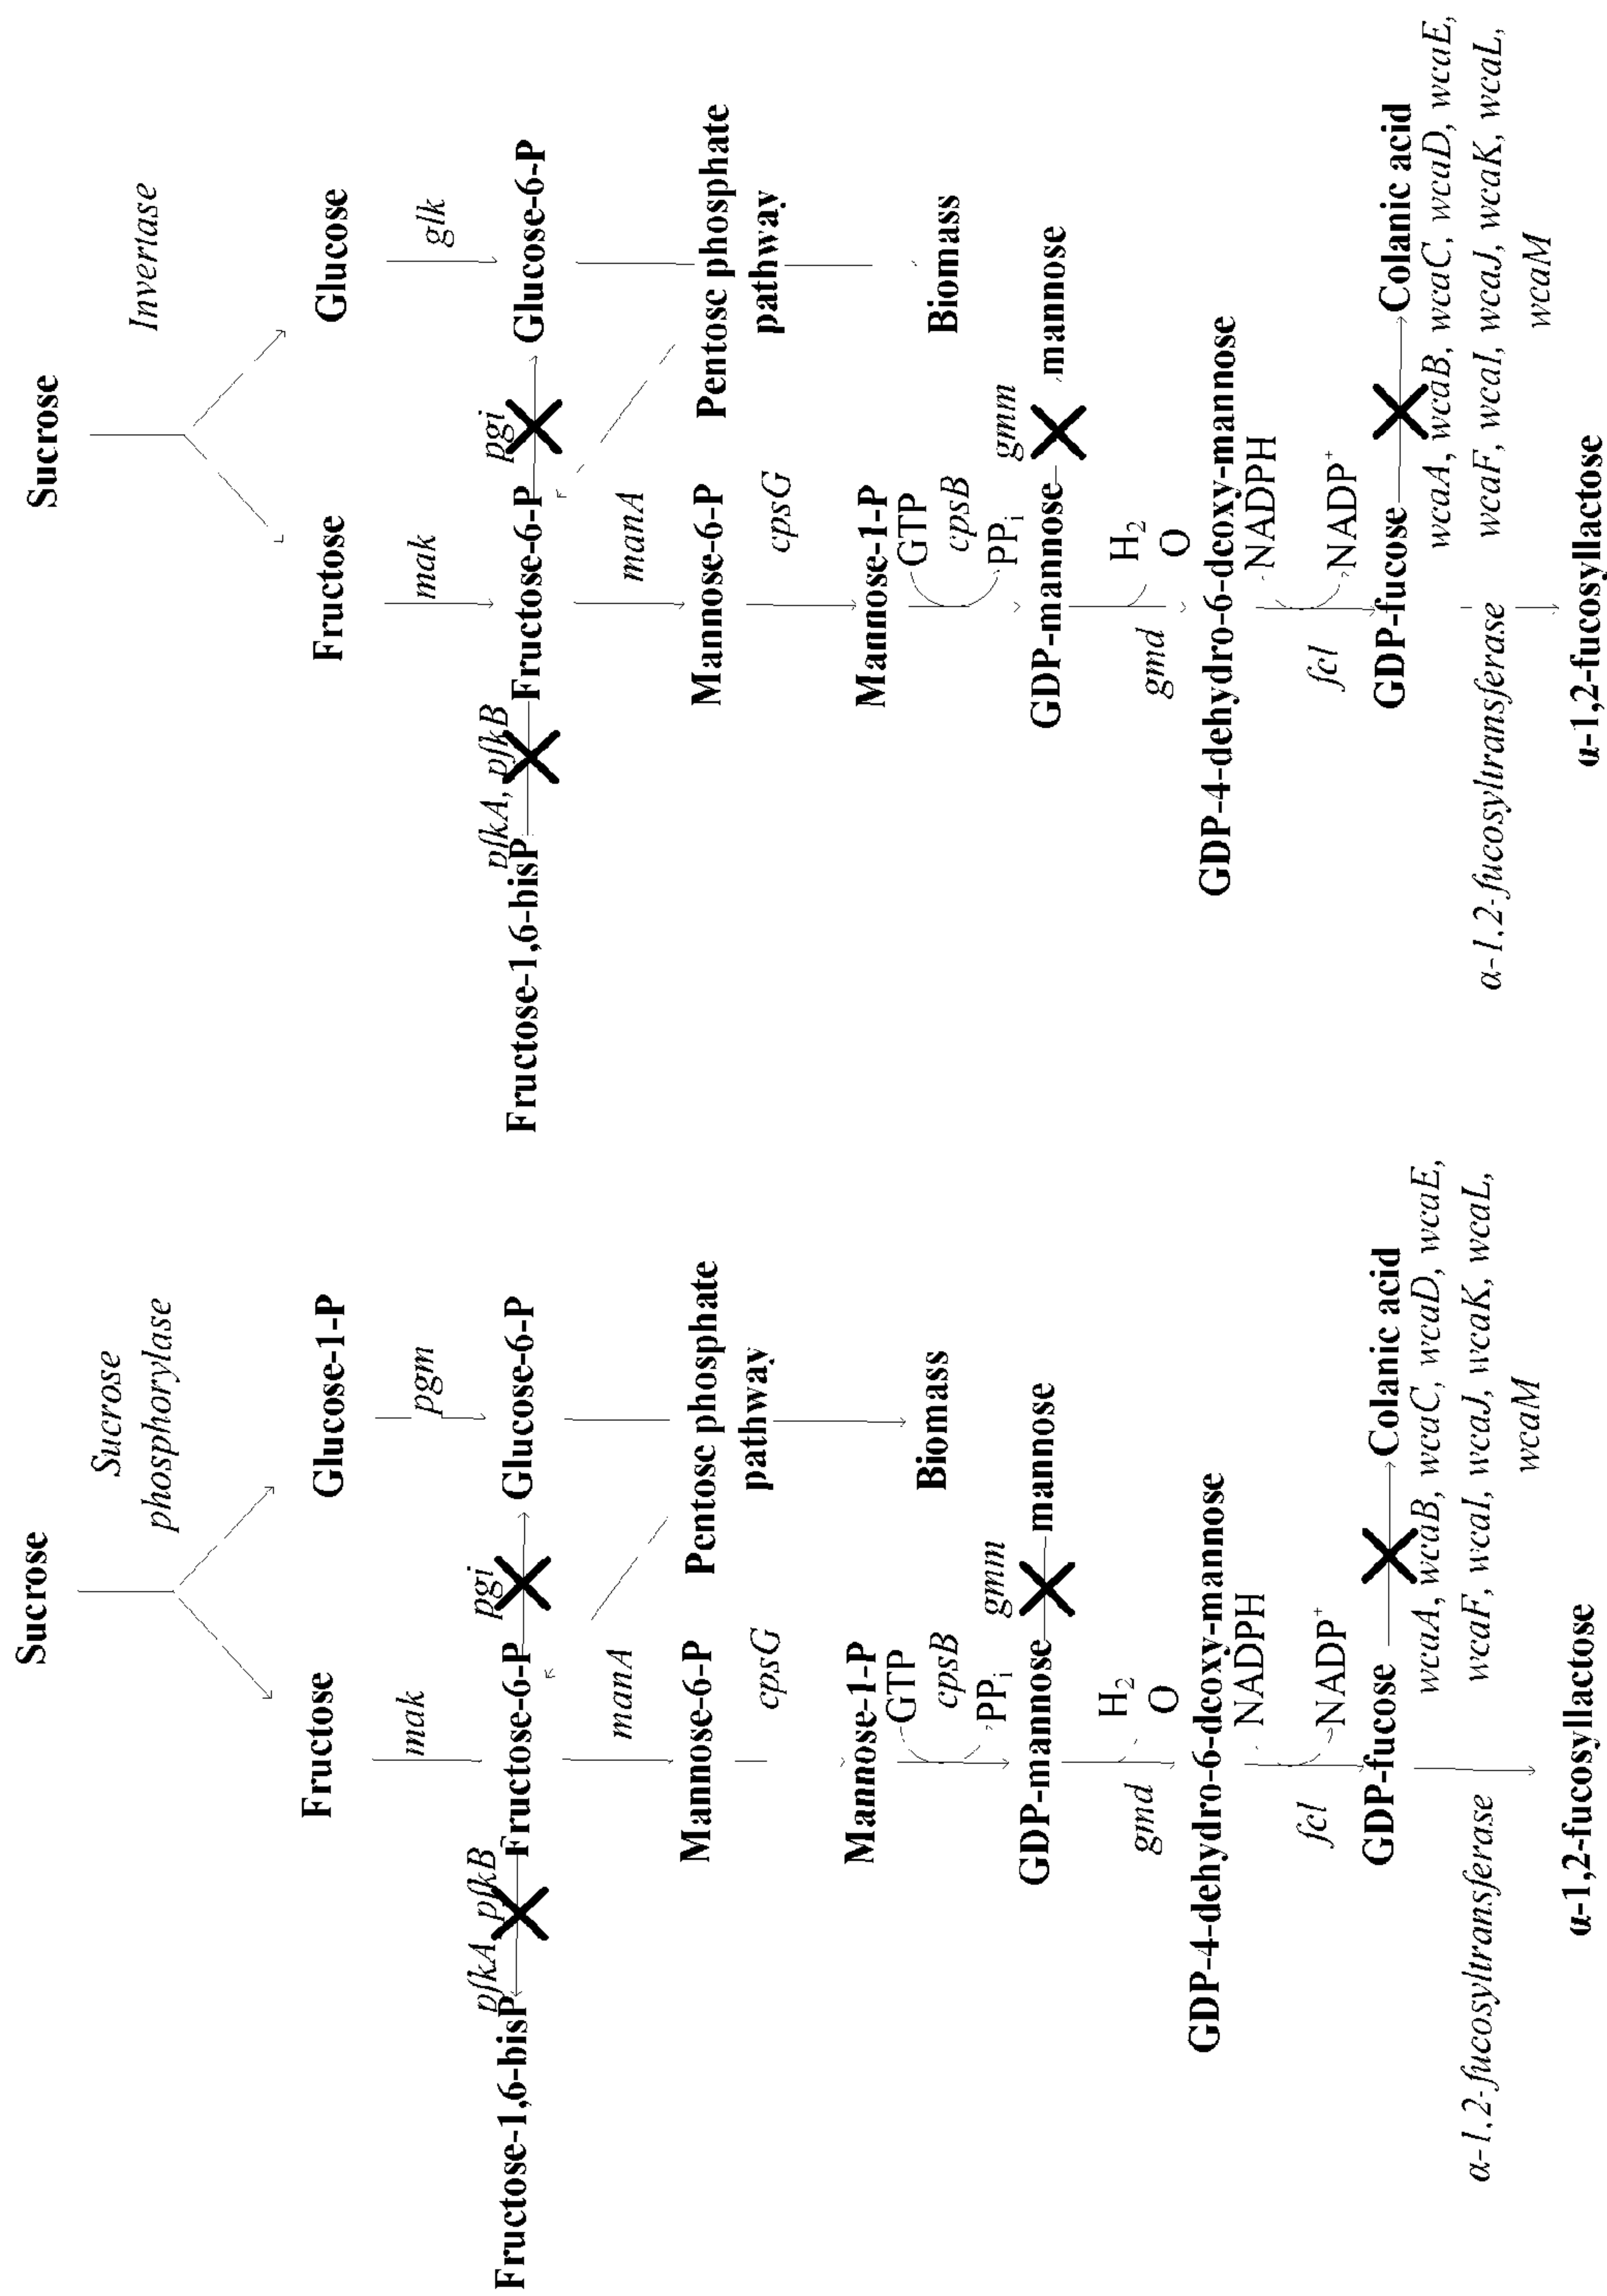 Sucrose
Sucrose
phosphorylase
Fructose
Glucose-1-P
mak
pgm
pfkA, pfkB
pgi
Fructose-1,6-bisP
Fructose-6-P
Glucose-6-P
manA
Mannose-6-P
Pentose phosphate
pathway
cpsG
Mannose-1-P
GTP
cpsB
PPi
Biomass
gmm
GDP-mannose
mannose
gmd
H2
O
GDP-4-dehydro-6-deoxy-mannose
NADPH
fcl
NADP+
GDP-fucose
Colanic acid
wcaA, wcaB, wcaC, wcaD, wcaE,
α-1,2-fucosyltransferase
wcaF, wcaI, wcaJ, wcaK, wcaL,
wcaM
α-1,2-fucosyllactose
Sucrose
Invertase
Fructose
Glucose
mak
glk
pfkA, pfkB
pgi
Fructose-1,6-bisP
Fructose-6-P
Glucose-6-P
manA
Mannose-6-P
Pentose phosphate
pathway
cpsG
Mannose-1-P
GTP
cpsB
PPi
Biomass
gmm
GDP-mannose
mannose
gmd
H2
O
GDP-4-dehydro-6-deoxy-mannose
NADPH
fcl
NADP+
GDP-fucose
Colanic acid
wcaA, wcaB, wcaC, wcaD, wcaE,
α-1,2-fucosyltransferase
wcaF, wcaI, wcaJ, wcaK, wcaL,
wcaM
α-1,2-fucosyllactose